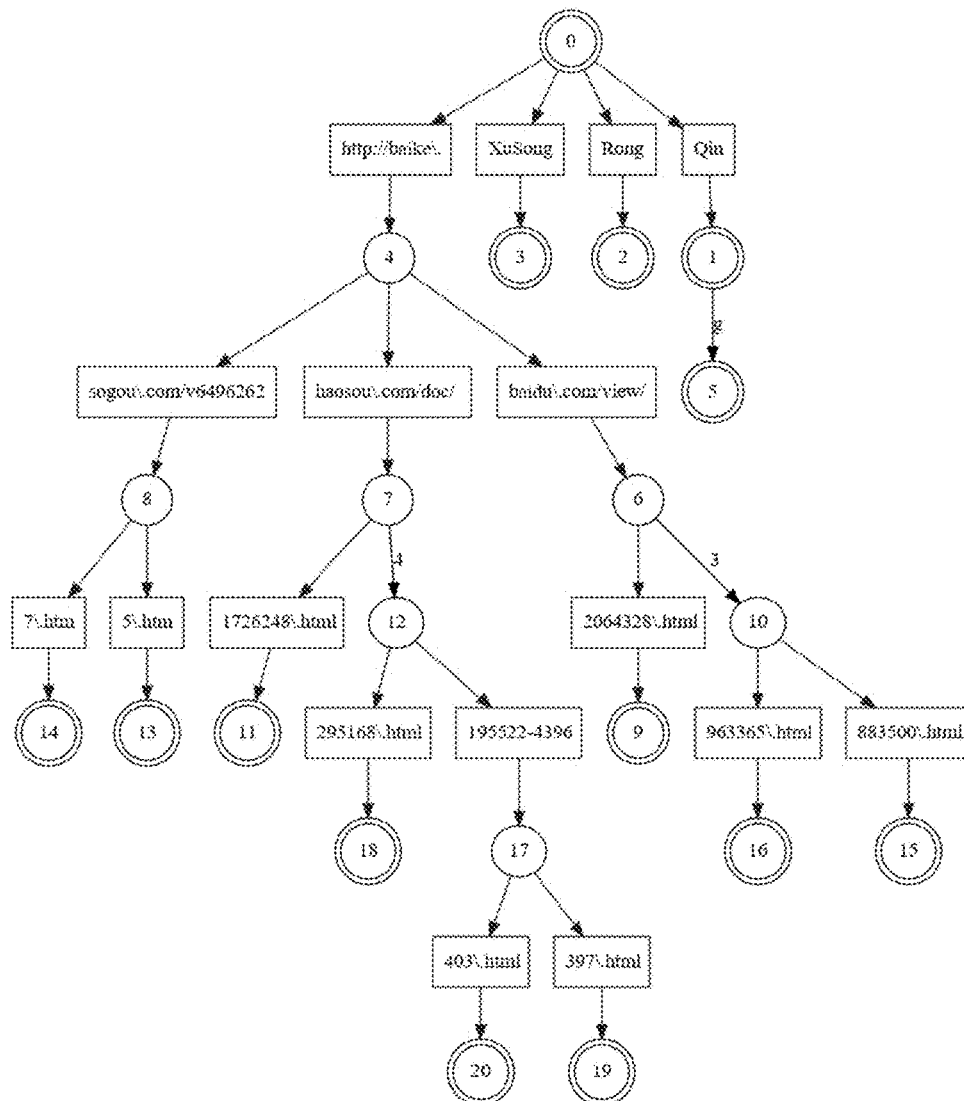 0
http://baike\.
XuSong
Rong
Qin
4
3
2
1
g
sogou\.com/v6496262
haosou\.com/doc/
baidu\.com/view/
5
8
7
6
4
3
7\.htm
5\.htm
1726248\.html
12
2064328\.html
10
14
13
11
295168\.html
195522-4396
9
963365\.html
883500\.html
18
17
16
15
403\.html
397\.html
20
19